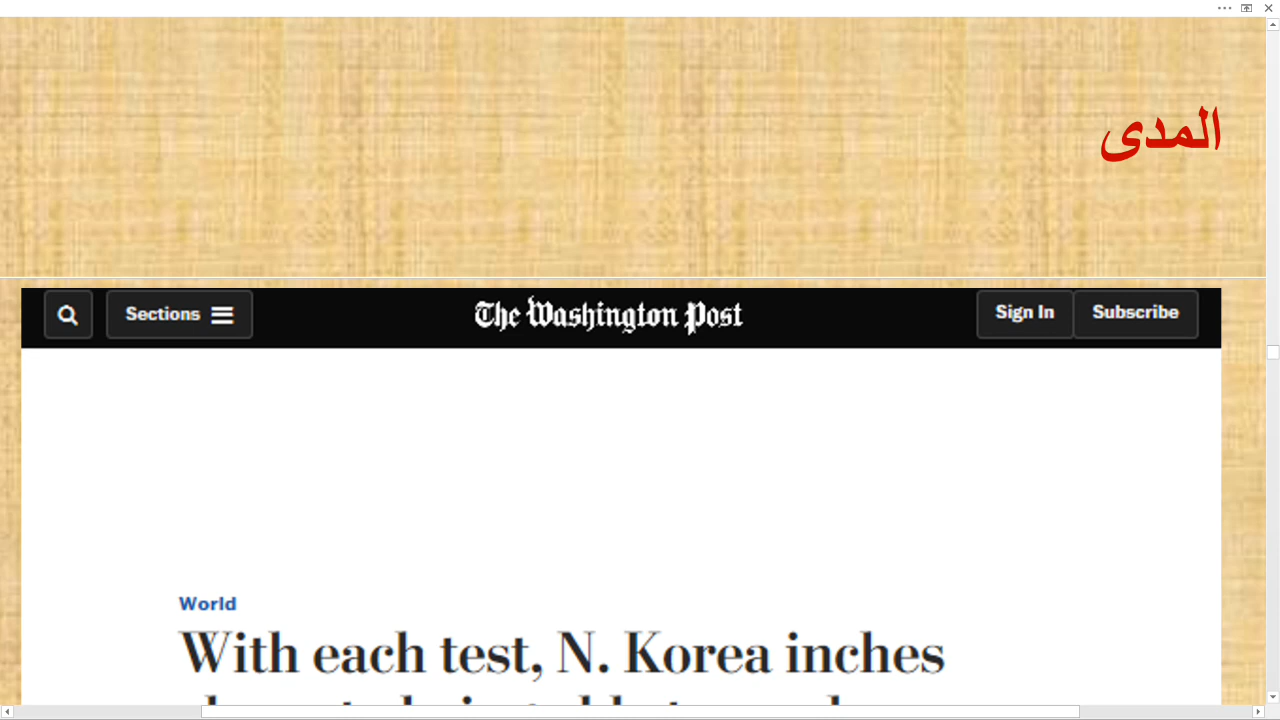 المدى
Sections
The Washington Post
Sign In
Subscribe
World
With each test, N. Korea inches